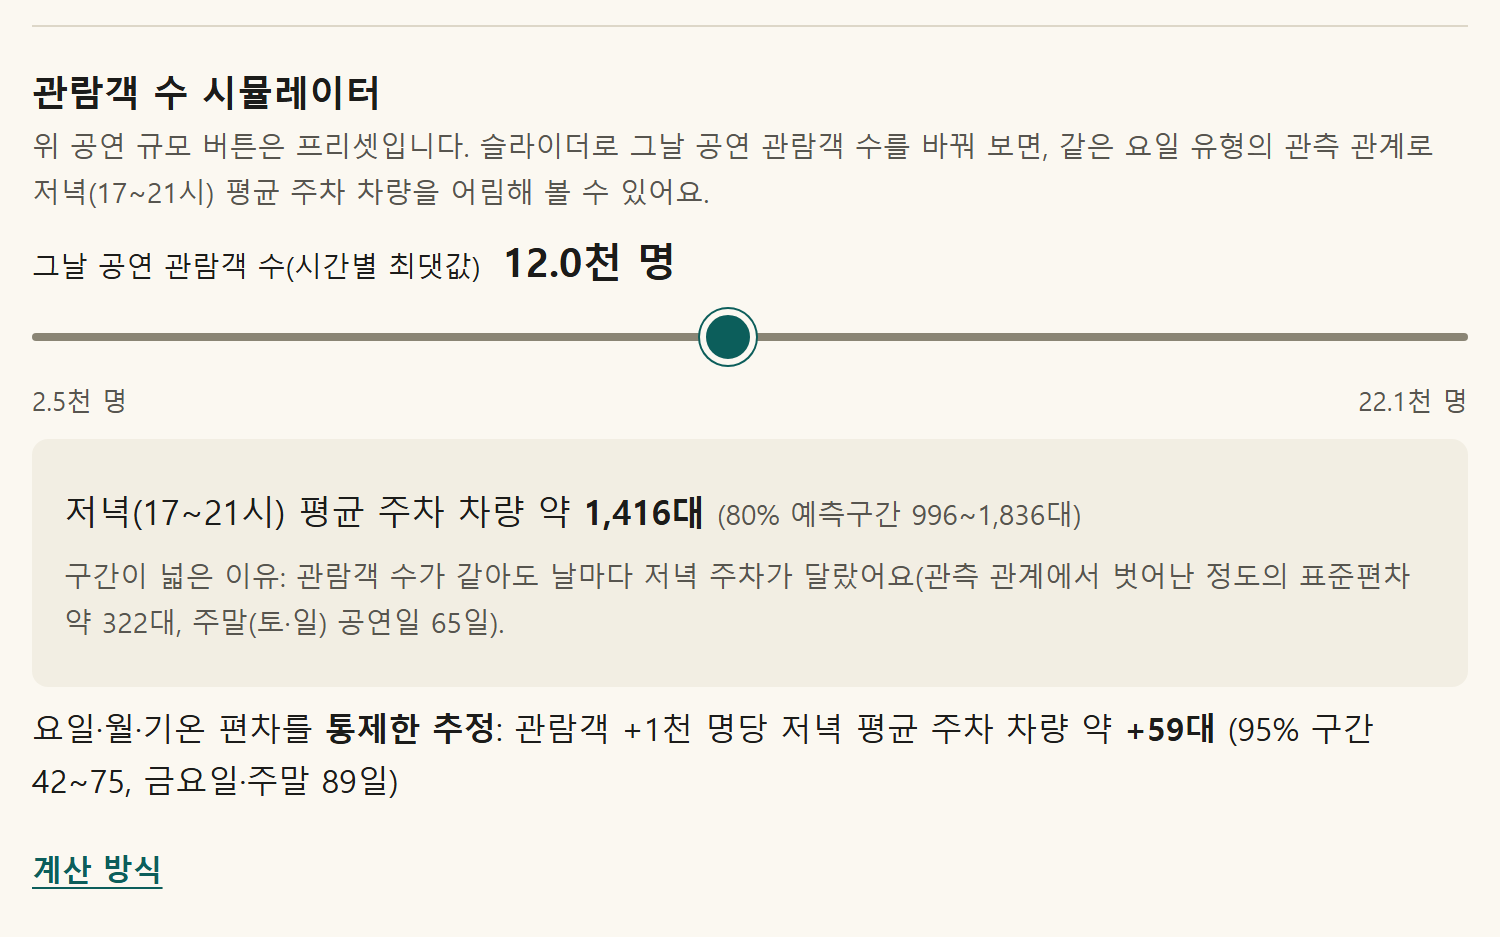 관람객 수 시뮬레이터
위 공연 규모 버튼은 프리셋입니다. 슬라이더로 그날 공연 관람객 수를 바꿔 보면, 같은 요일 유형의 관측 관계로
저녁(17~21시) 평균 주차 차량을 어림해 볼 수 있어요.
그날 공연 관람객 수(시간별 최댓값) 12.0천 명
2.5천 명 22.1천 명
저녁(17~21시) 평균 주차 차량 약 1,416대 (80% 예측구간 996~1,836대)
구간이 넓은 이유: 관람객 수가 같아도 날마다 저녁 주차가 달랐어요(관측 관계에서 벗어난 정도의 표준편차
약 322대, 주말(토·일) 공연일 65일).
요일·월·기온 편차를 통제한 추정: 관람객 +1천 명당 저녁 평균 주차 차량 약 +59대 (95% 구간
42~75, 금요일·주말 89일)
계산 방식